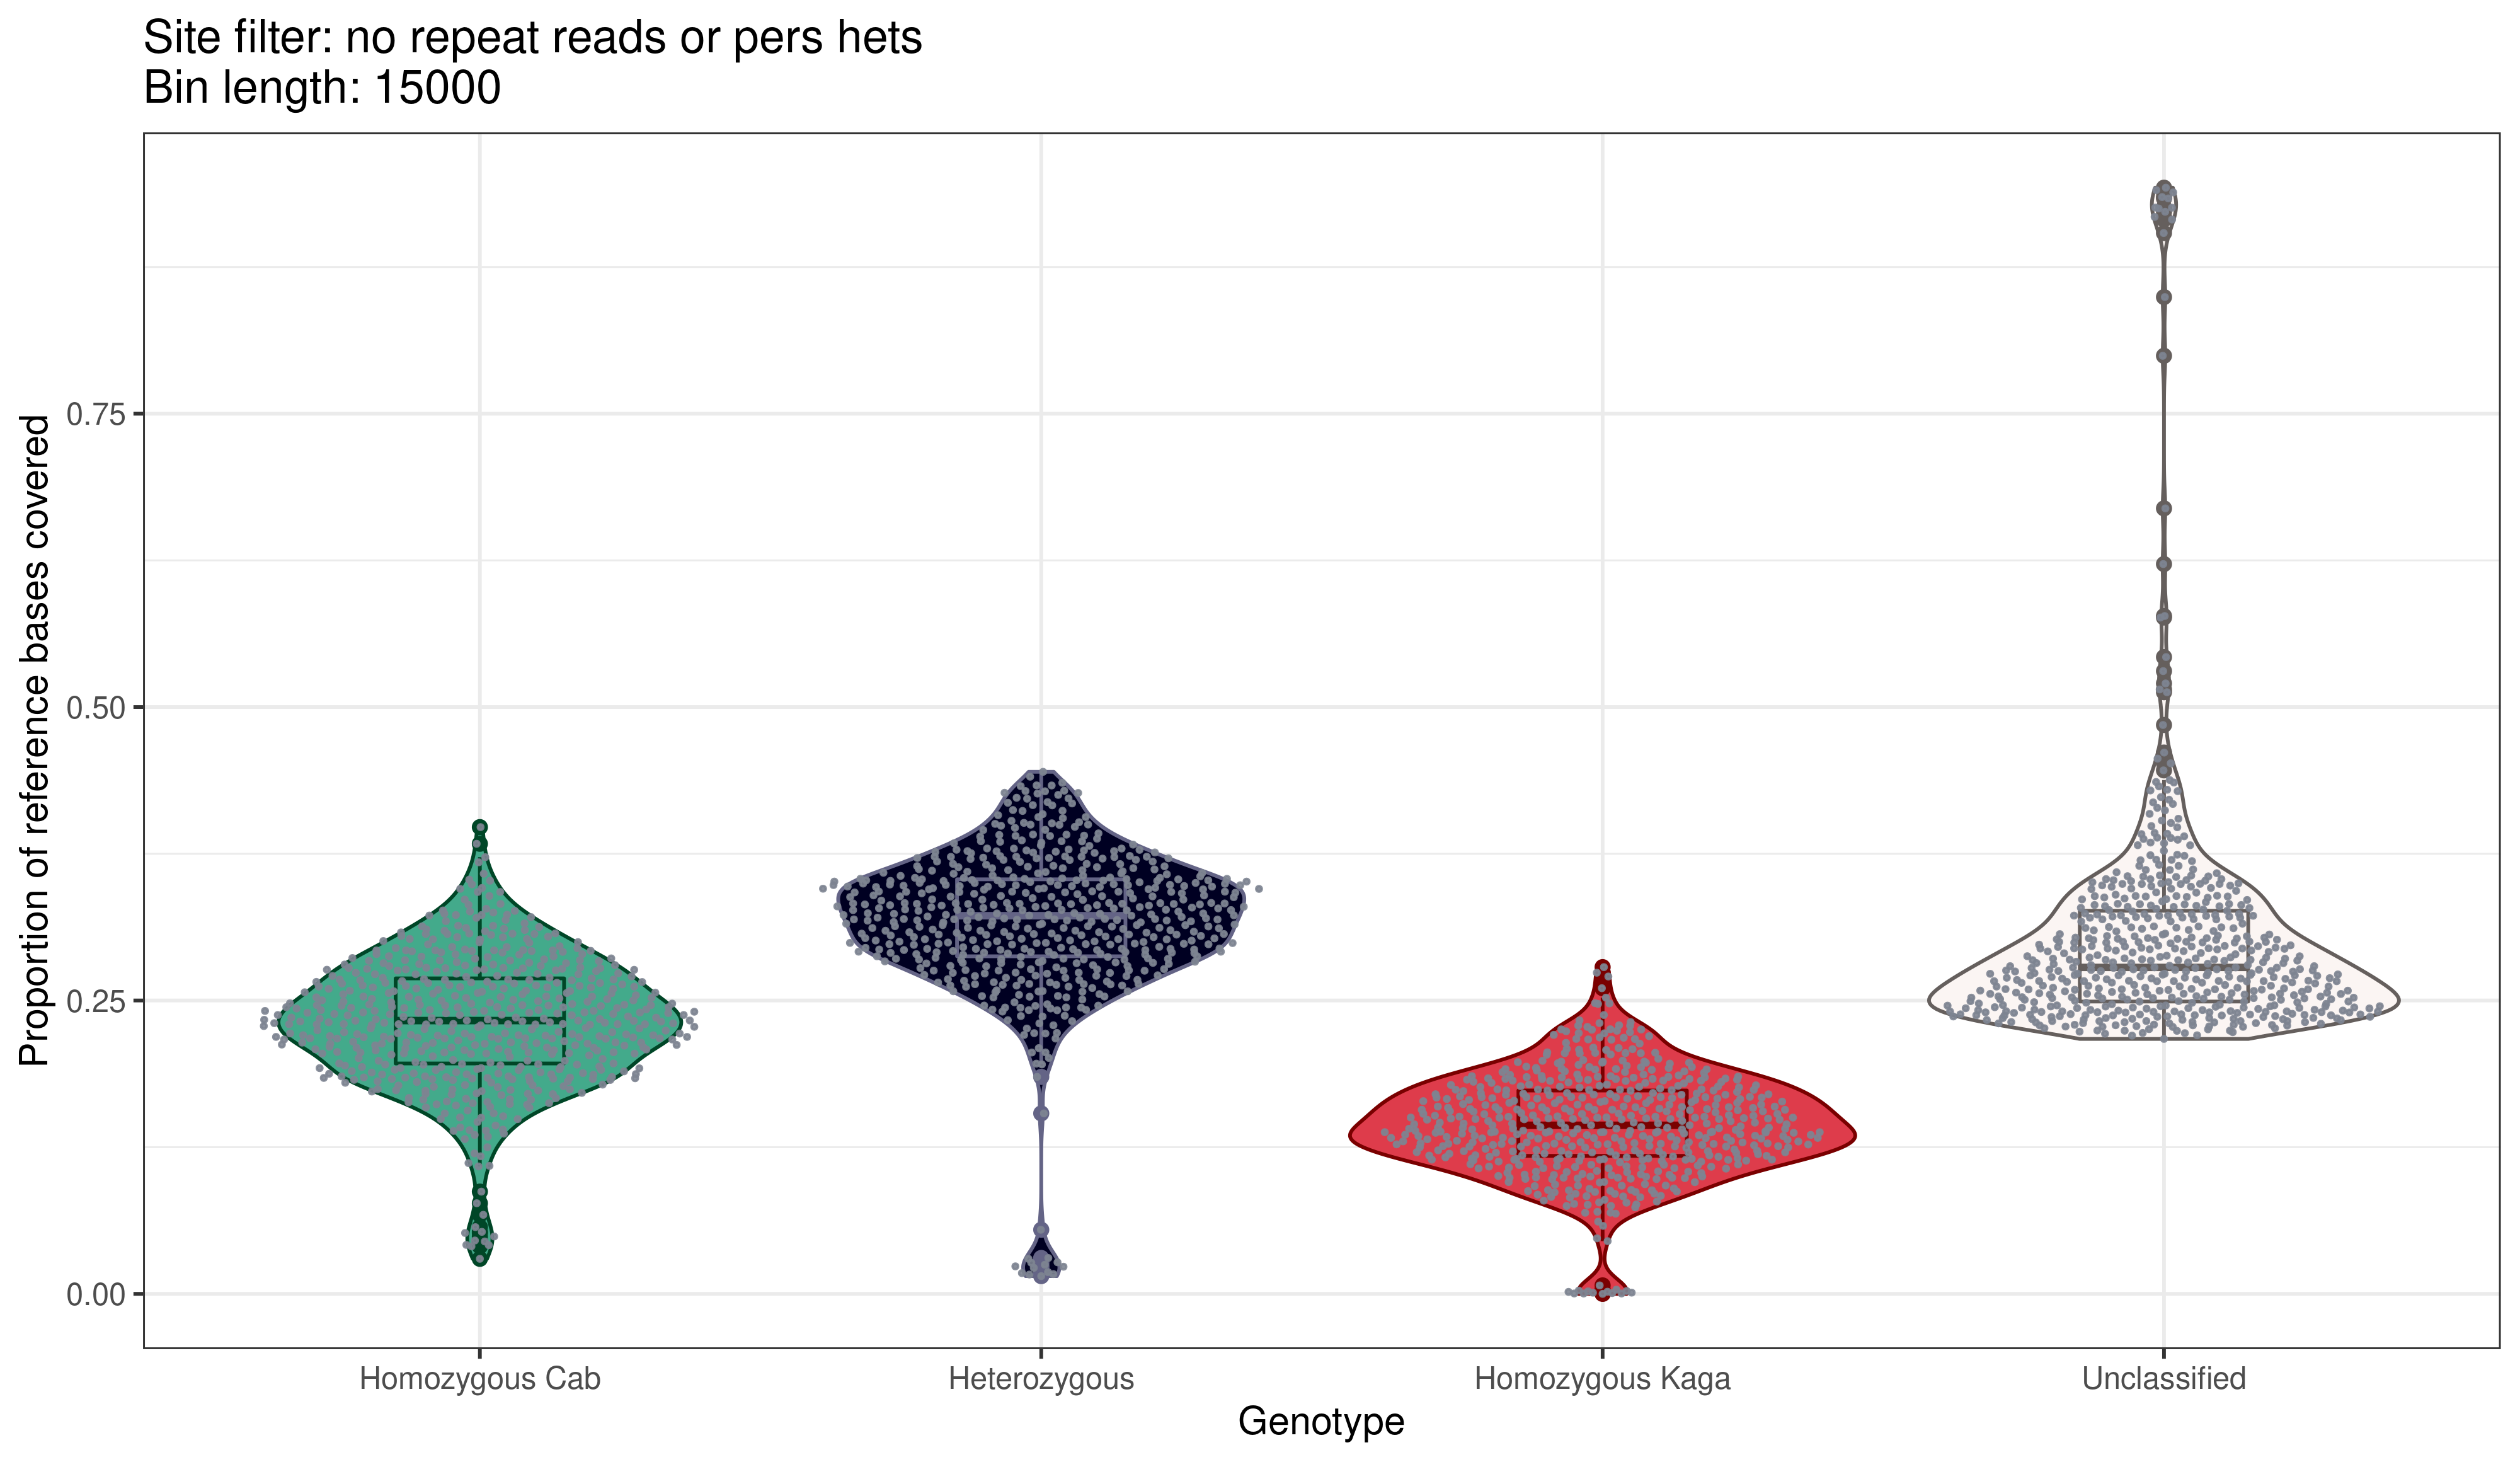 Site filter: no repeat reads or pers hets
Bin length: 15000
Proportion of reference bases covered
0.75
0.50
0.25
0.00
Homozygous Cab
Heterozygous
Homozygous Kaga
Unclassified
Genotype